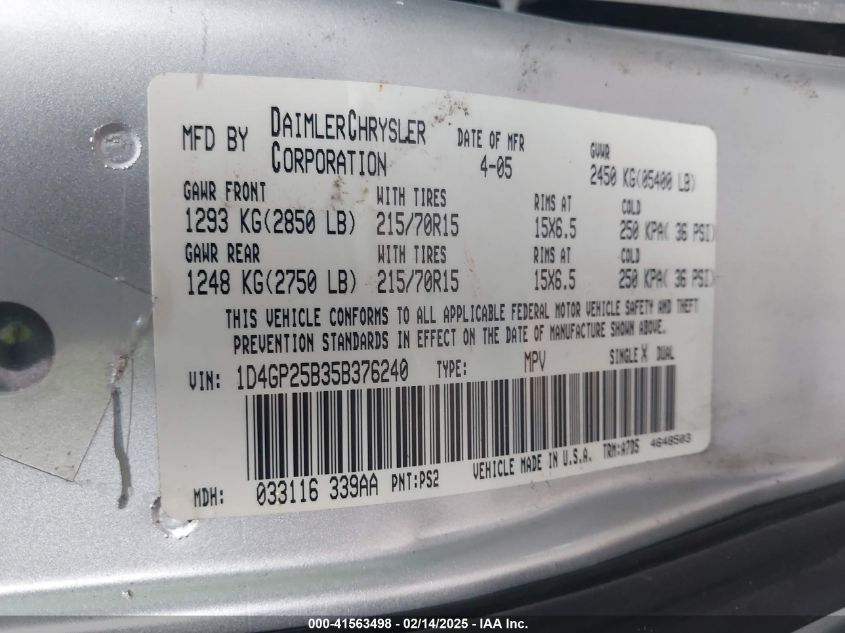 MFD BY DAIMLERCHRYSLER CORPORATION DATE OF MFR 4-05 GVWR 2450 KG(05400 LB)
GAWR FRONT WITH TIRES RIMS AT COLD
1293 KG(2850 LB) 215/70R15 15X6.5 250 KPA( 36 PSI)
GAWR REAR WITH TIRES RIMS AT COLD
1248 KG(2750 LB) 215/70R15 15X6.5 250 KPA( 36 PSI)
THIS VEHICLE CONFORMS TO ALL APPLICABLE FEDERAL MOTOR VEHICLE SAFETY AND THEFT
PREVENTION STANDARDS IN EFFECT ON THE DATE OF MANUFACTURE SHOWN ABOVE.
VIN: 1D4GP25B35B376240 TYPE: MPV SINGLE X DUAL
MDH: 033116 339AA PNT:PS2 VEHICLE MADE IN U.S.A. TRM:A7D5 4648503
000-41563498 - 02/14/2025 - IAA Inc.